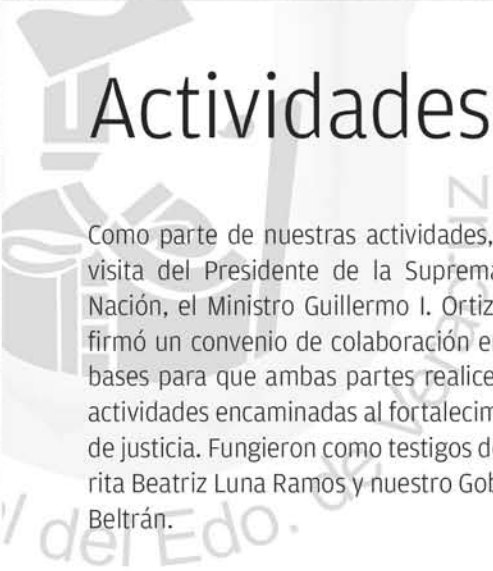 Actividades
Como parte de nuestras actividades,
visita del Presidente de la Suprema
Nación, el Ministro Guillermo I. Ortiz
firmó un convenio de colaboración e
bases para que ambas partes realice
actividades encaminadas al fortalecim
de justicia. Fungieron como testigos d
rita Beatriz Luna Ramos y nuestro Gob
Beltrán.
del Edo. de Veracruz